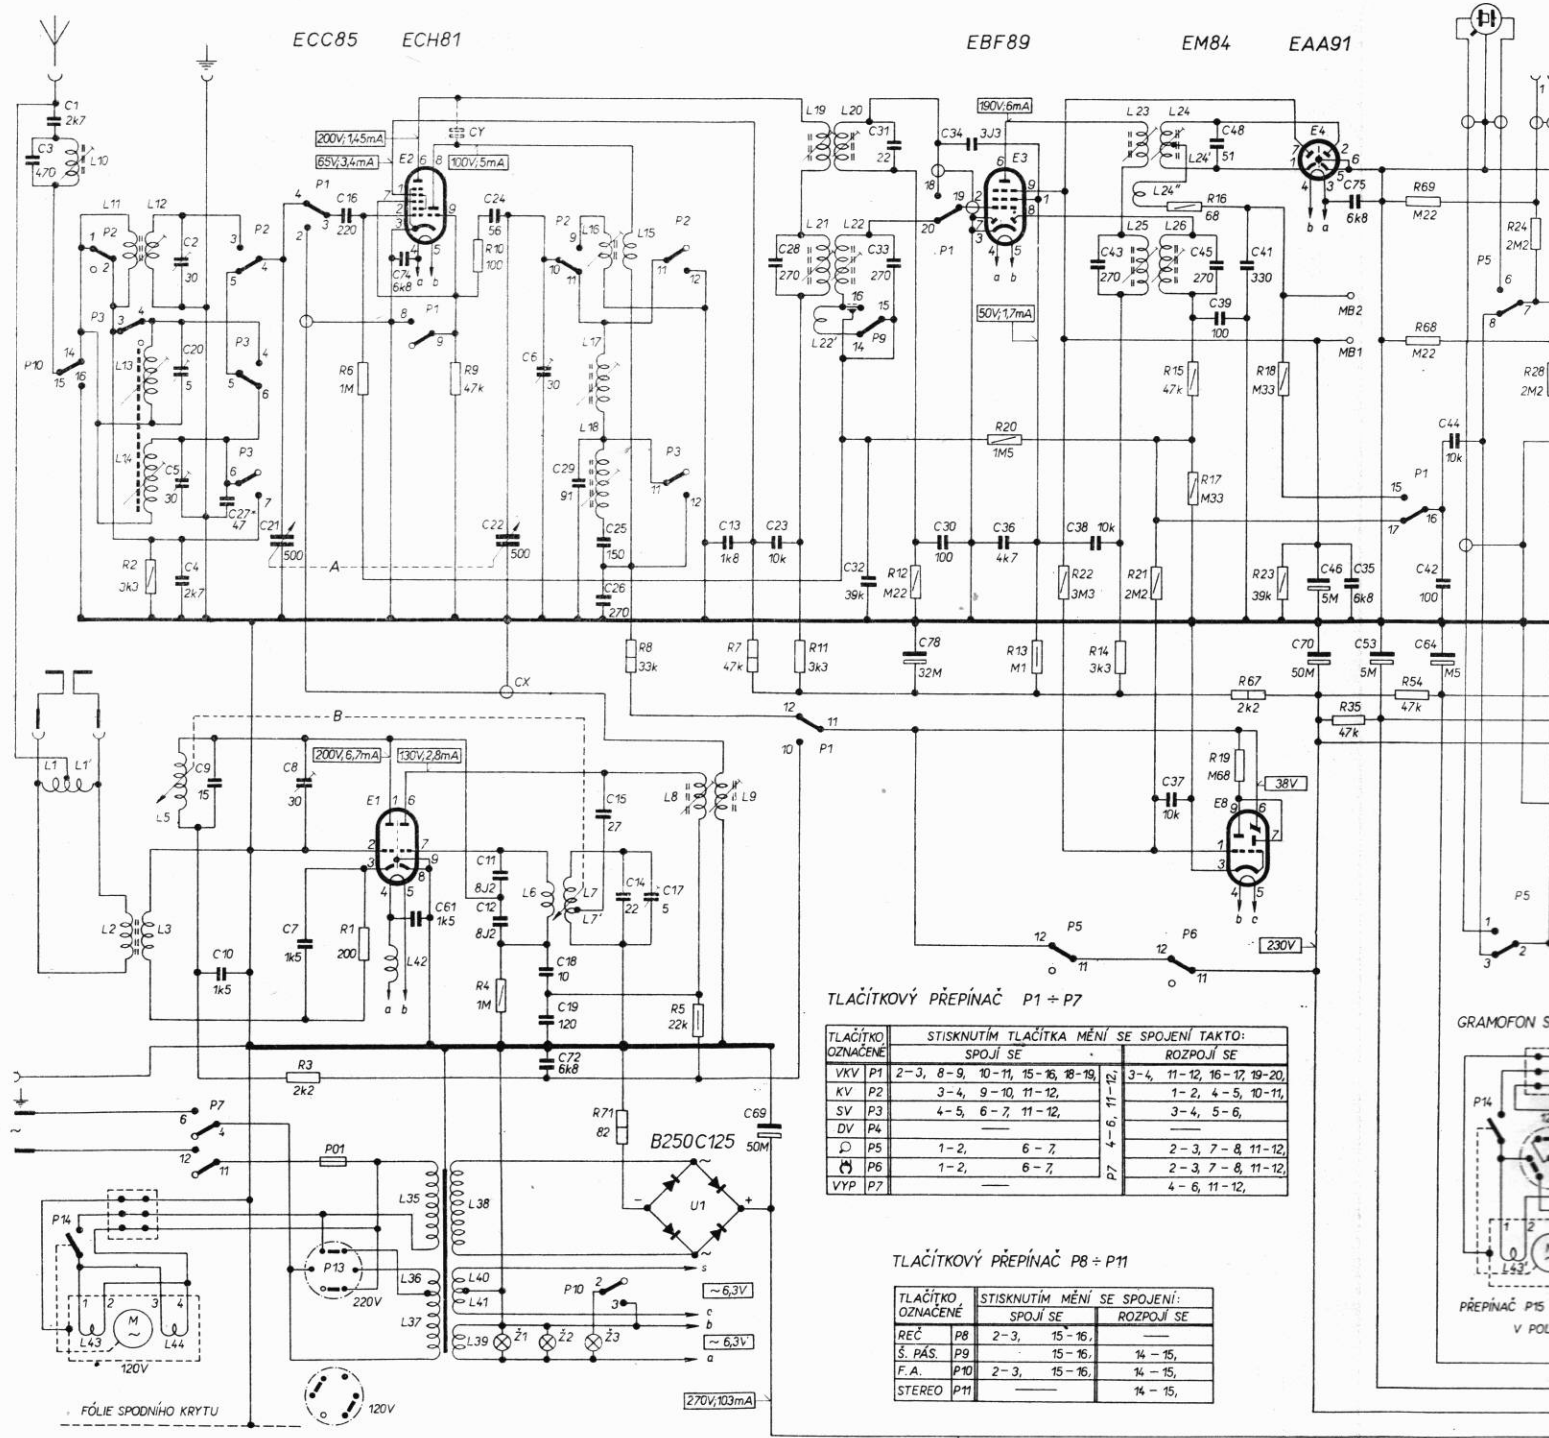 ECC85 ECH81 EBF89 EM84 EAA91
C1 2k7
C3 470
L10
L11 L12
P2
C2 30
P2
P1
C16 220
200V; 1,45mA
65V; 3,4mA
100V; 5mA
CY
E2
C24 56
R10 100
C74 6k8
P2
L16 L15
P2
L19 L20
C31 22
C34 3J3
190V; 6mA
E3
L23 L24
C48 51
E4
L24'
L24"
R16 68
C75 6k8
R69 M22
R24 2M2
L21 L22
C28 270
C33 270
P1
L22'
P9
C43 270
L25 L26
C45 270
C41 330
C39 100
50V; 1,7mA
MB2
MB1
R68 M22
P5
R28 2M2
P3
C20 5
P3
L13
P10
R6 1M
P1
R9 47k
C6 30
L17
L18
R15 47k
R18 M33
R20 1M5
R17 M33
C44 10k
P1
L14
C5 30
P3
C27* 47
C21 500
A
C22 500
C29 91
P3
C25 150
C26 270
C13 1k8
C23 10k
C32 39k
R12 M22
C30 100
C36 4k7
C38 10k
R22 3M3
R21 2M2
R23 39k
C46 5M
C35 6k8
C42 100
R2 3k3
C4 2k7
R8 33k
R7 47k
R11 3k3
C78 32M
R13 M1
R14 3k3
C70 50M
C53 5M
C64 M5
R67 2k2
R54 47k
R35 47k
CX
B
P1
L1 L1'
C9 15
L5
C8 30
200V, 6,7mA
130V, 2,8mA
E1
L8 L9
C15 27
R19 M68
38V
E8
C37 10k
C11 8J2
C12 8J2
L6 L7
L7'
C14 22
C17 5
L2 L3
C10 1k5
C7 1k5
R1 200
C61 1k5
L42
R4 1M
C18 10
C19 120
R5 22k
P5
P6
230V
P5
C72 6k8
R3 2k2
P7
P01
R71 82
B250C125
C69 50M
U1
L35 L38
P14
P13
220V
L36 L40
L41
L37
L39
P10
Ž1 Ž2 Ž3
~ 6,3V
~ 6,3V
270V; 103mA
M ~
L43 L44
120V
120V
FÓLIE SPODNÍHO KRYTU
TLAČÍTKOVÝ PŘEPÍNAČ P1 ÷ P7
TLAČÍTKO OZNAČENÉ STISKNUTÍM TLAČÍTKA MĚNÍ SE SPOJENÍ TAKTO:
SPOJÍ SE ROZPOJÍ SE
VKV P1 2-3, 8-9, 10-11, 15-16, 18-19, 3-4, 11-12, 16-17, 19-20,
KV P2 3-4, 9-10, 11-12, 1-2, 4-5, 10-11,
SV P3 4-5, 6-7, 11-12, 3-4, 5-6,
DV P4
P5 1-2, 6-7, 2-3, 7-8, 11-12,
P6 1-2, 6-7, 2-3, 7-8, 11-12,
VYP P7 4-6, 11-12,
P7 4-6, 11-12,
TLAČÍTKOVÝ PŘEPÍNAČ P8 ÷ P11
TLAČÍTKO OZNAČENÉ STISKNUTÍM MĚNÍ SE SPOJENÍ:
SPOJÍ SE ROZPOJÍ SE
REČ P8 2-3, 15-16,
Š. PÁS. P9 15-16, 14-15,
F.A. P10 2-3, 15-16, 14-15,
STEREO P11 14-15,
GRAMOFON S
P14
L43'
PŘEPÍNAČ P15
V POL